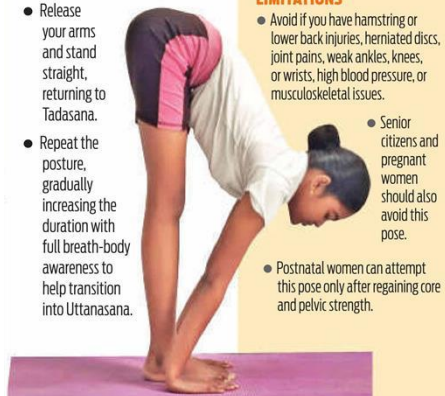 Release
your arms
and stand
straight,
returning to
Tadasana.
Repeat the
posture,
gradually
increasing the
duration with
full breath-body
awareness to
help transition
into Uttanasana.
LIMITATIONS
Avoid if you have hamstring or
lower back injuries, herniated discs,
joint pains, weak ankles, knees,
or wrists, high blood pressure, or
musculoskeletal issues.
Senior
citizens and
pregnant
women
should also
avoid this
pose.
Postnatal women can attempt
this pose only after regaining core
and pelvic strength.